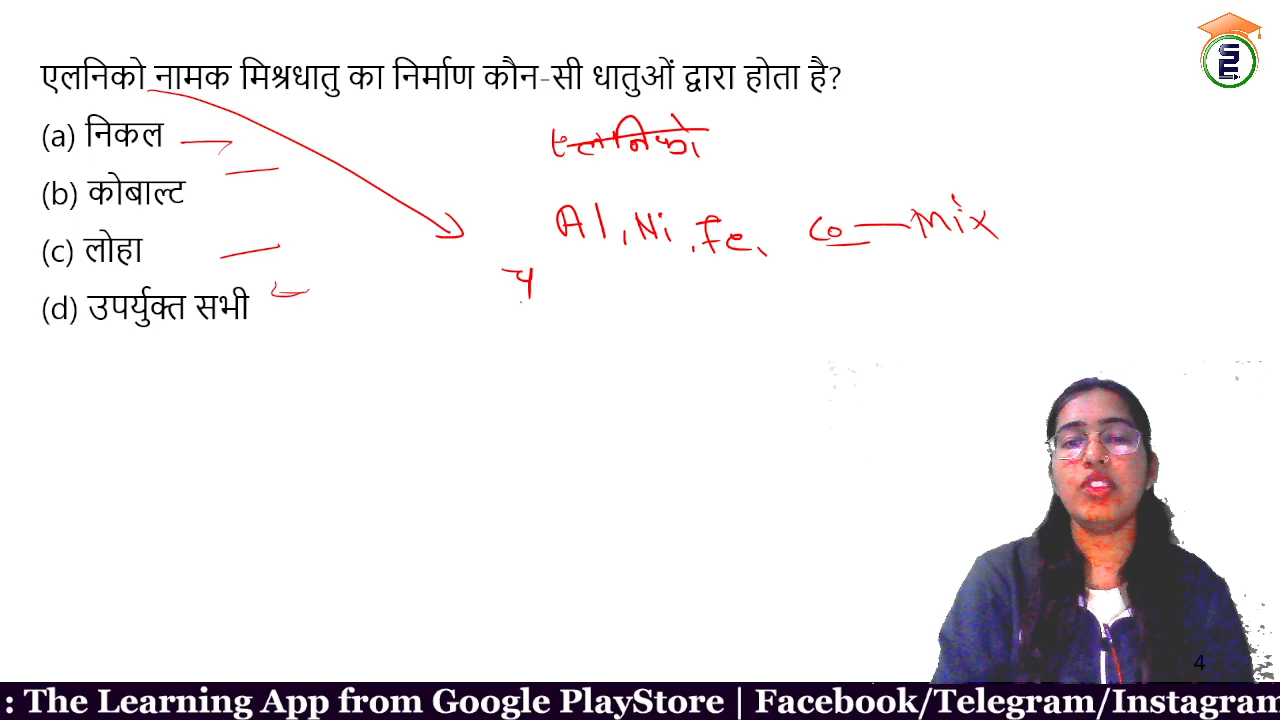 एलनिको नामक मिश्रधातु का निर्माण कौन-सी धातुओं द्वारा होता है?
(a) निकल
(b) कोबाल्ट
(c) लोहा
(d) उपर्युक्त सभी
एलनिको
Al, Ni, Fe, Co — Mix
4
: The Learning App from Google PlayStore | Facebook/Telegram/Instagram